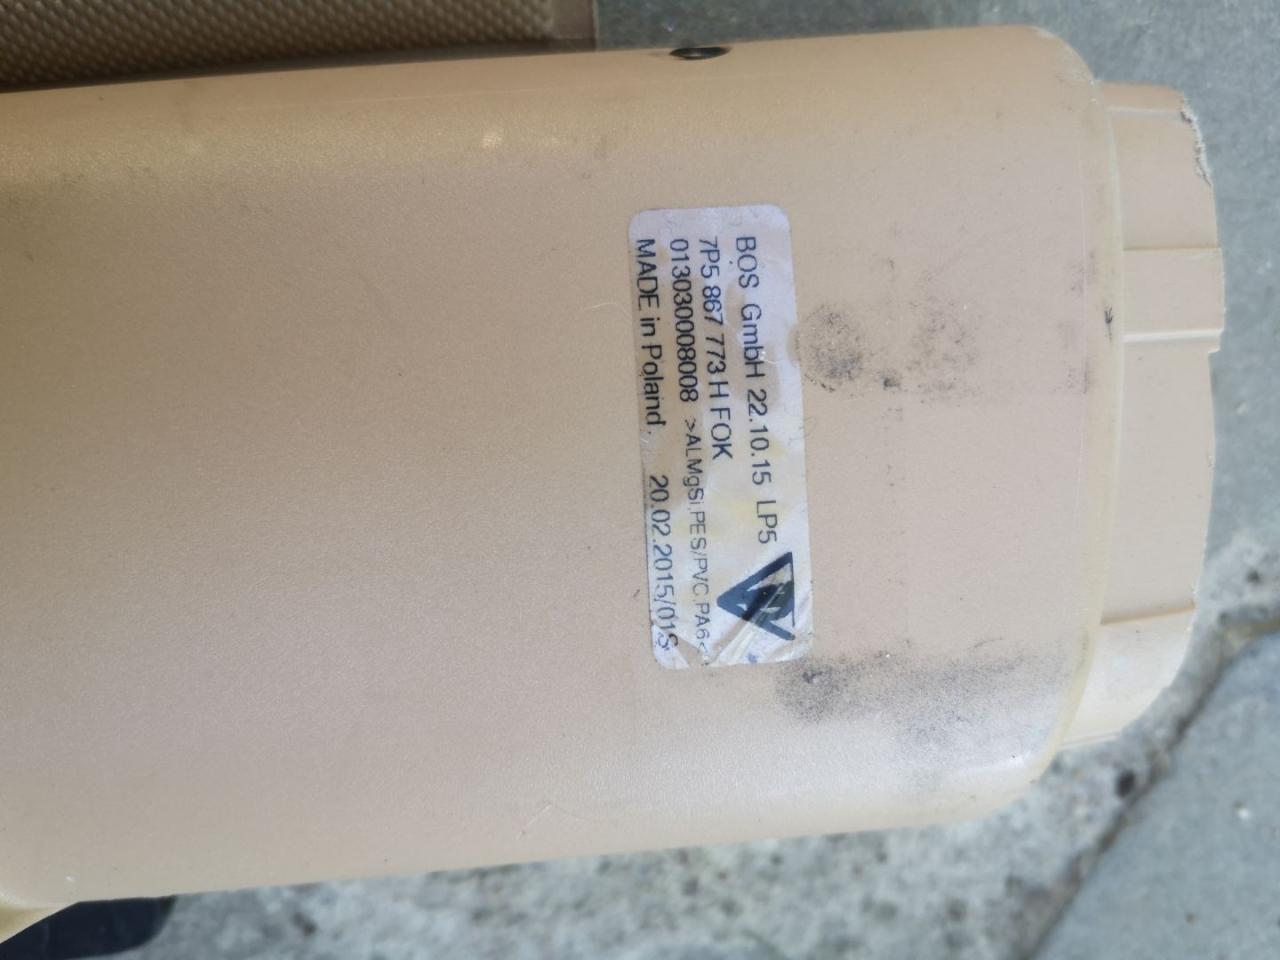 BOS GmbH 22.10.15 LP5
7P5 867 773 H FOK
0130300008008 >ALMgSi,PES/PVC,PA6<
MADE in Poland 20.02.2015/01S